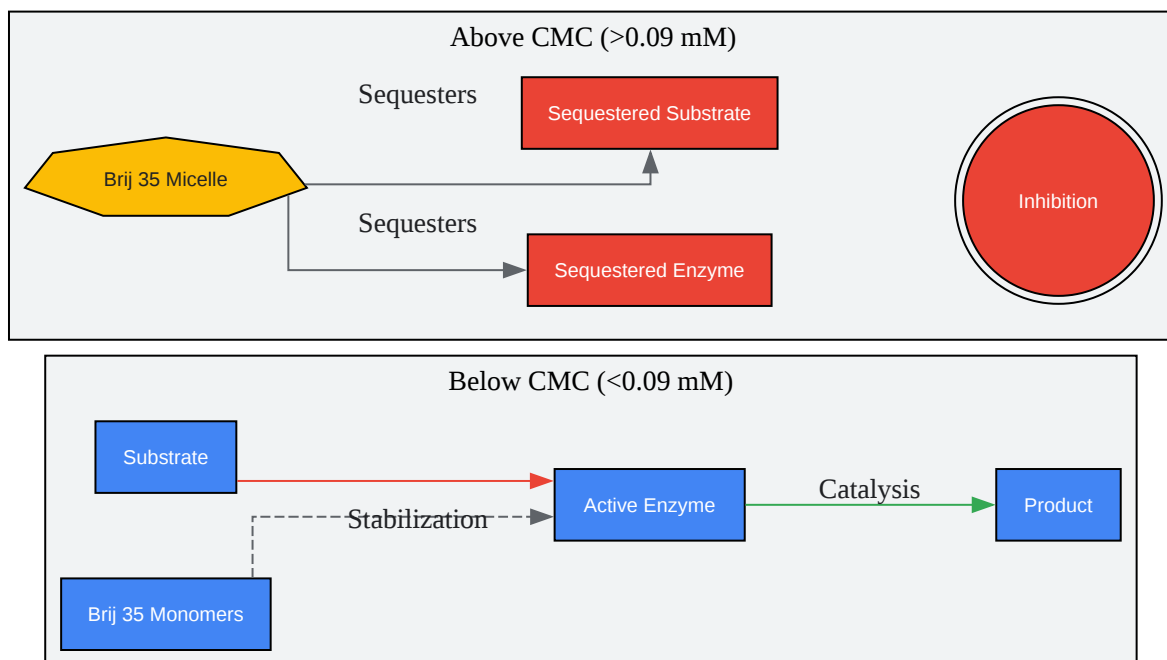 Above CMC (>0.09 mM)
Sequesters
Sequestered Substrate
Brij 35 Micelle
Inhibition
Sequesters
Sequestered Enzyme
Below CMC (<0.09 mM)
Substrate
Catalysis
Active Enzyme
Product
Stabilization
Brij 35 Monomers